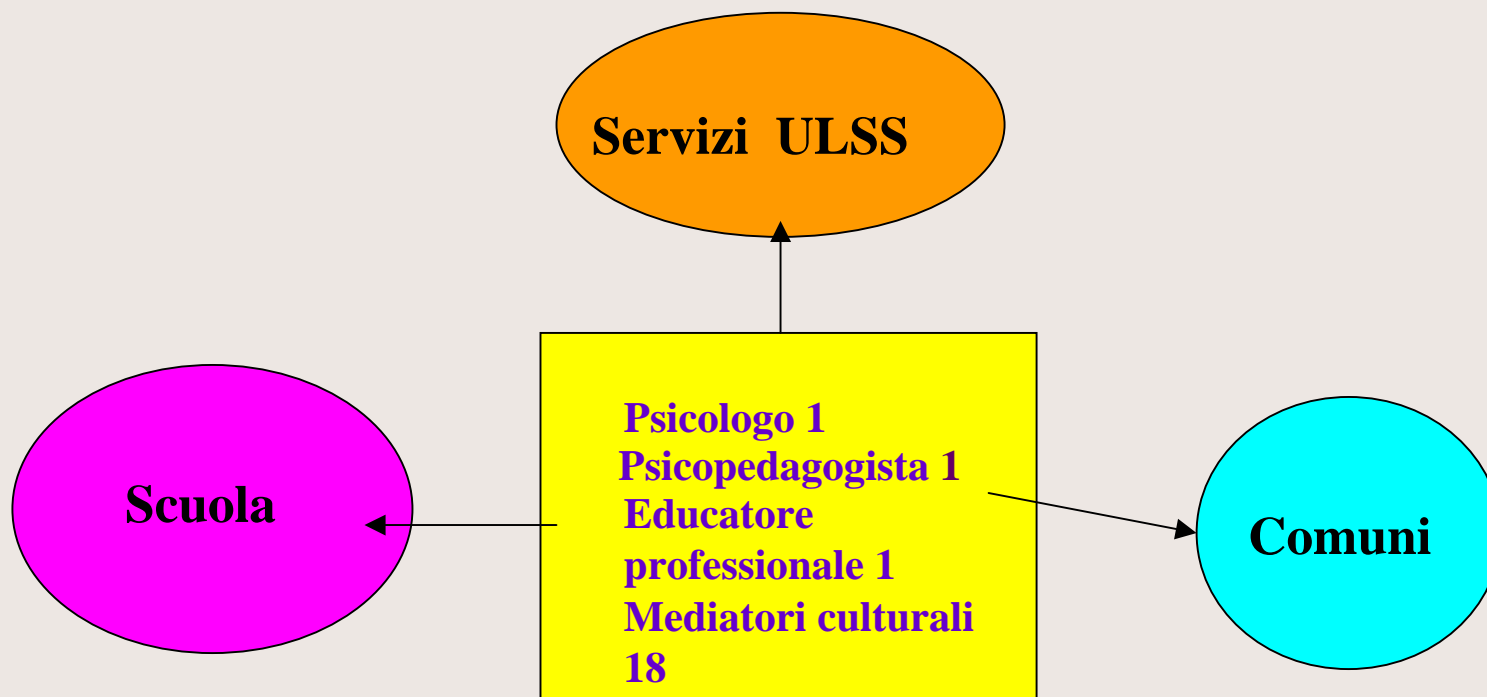 Servizi ULSS
Scuola
Psicologo 1
Psicopedagogista 1
Educatore
professionale 1
Mediatori culturali
18
Comuni